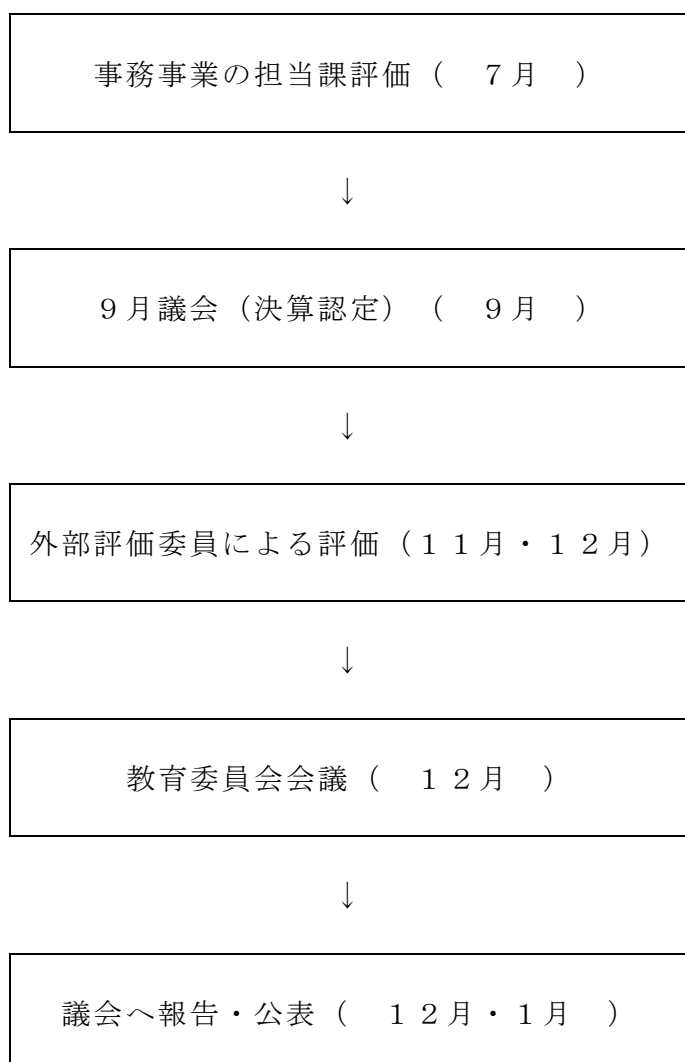 事務事業の担当課評価（　７月　）
↓
９月議会（決算認定）（　９月　）
↓
外部評価委員による評価（１１月・１２月）
↓
教育委員会会議（　１２月　）
↓
議会へ報告・公表（　１２月・１月　）